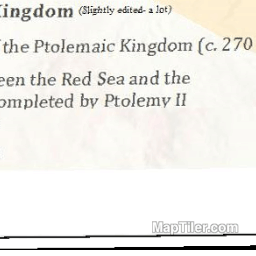 Kingdom (Slightly edited- a lot)
the Ptolemaic Kingdom (c. 270
een the Red Sea and the
ompleted by Ptolemy II
MapTiler.com